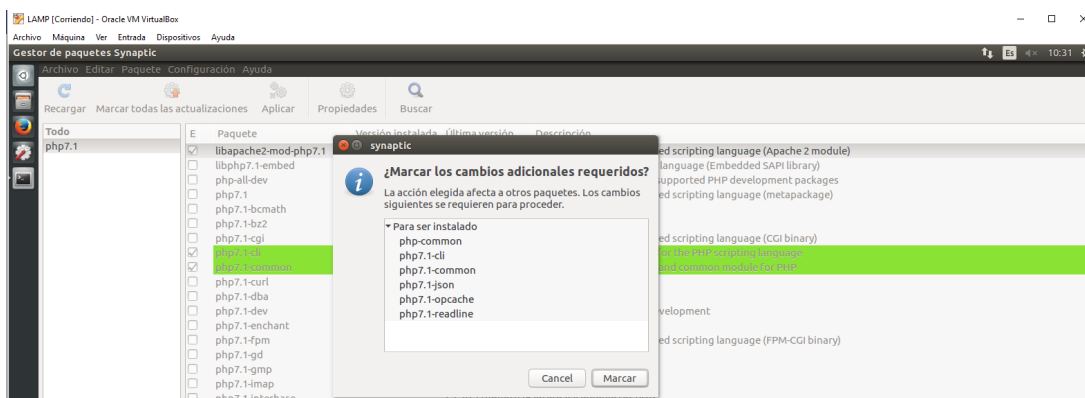 LAMP [Corriendo] - Oracle VM VirtualBox
Archivo Máquina Ver Entrada Dispositivos Ayuda
Gestor de paquetes Synaptic
Es 10:31
Archivo Editar Paquete Configuración Ayuda
Recargar Marcar todas las actualizaciones Aplicar Propiedades Buscar
Todo
php7.1
E Paquete Versión instalada Última versión Descripción
libapache2-mod-php7.1 ed scripting language (Apache 2 module)
libphp7.1-embed language (Embedded SAPI library)
php-all-dev supported PHP development packages
php7.1 ed scripting language (metapackage)
php7.1-bcmath
php7.1-bz2
php7.1-cgi ed scripting language (CGI binary)
php7.1-cli for the PHP scripting language
php7.1-common and common module for PHP
php7.1-curl
php7.1-dba
php7.1-dev velopment
php7.1-enchant
php7.1-fpm ed scripting language (FPM-CGI binary)
php7.1-gd
php7.1-gmp
php7.1-imap
php7.1-interbase
synaptic
¿Marcar los cambios adicionales requeridos?
La acción elegida afecta a otros paquetes. Los cambios
siguientes se requieren para proceder.
Para ser instalado
php-common
php7.1-cli
php7.1-common
php7.1-json
php7.1-opcache
php7.1-readline
Cancel Marcar